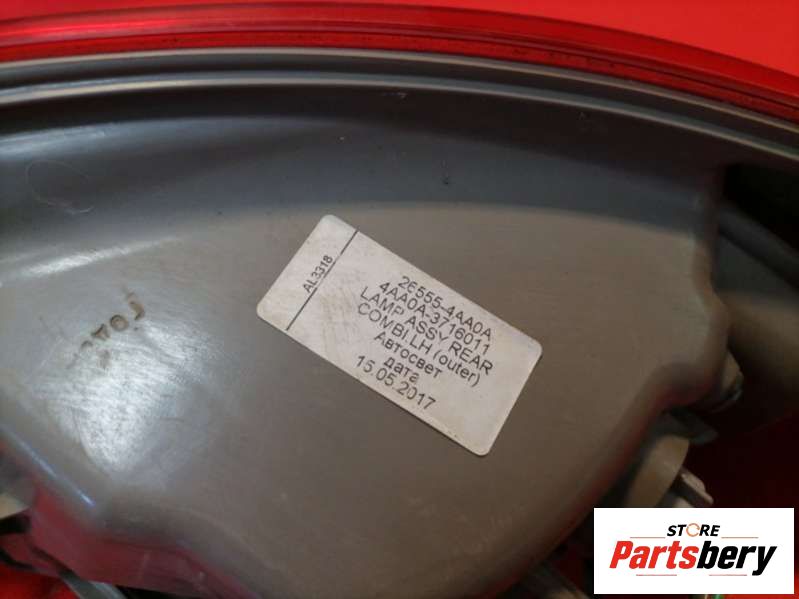 AL3318
26555-4AA0A
4AA0A-3716011
LAMP ASSY REAR
COMBI.LH (outer)
Автосвет
дата
15.05.2017
STORE
Partsbery